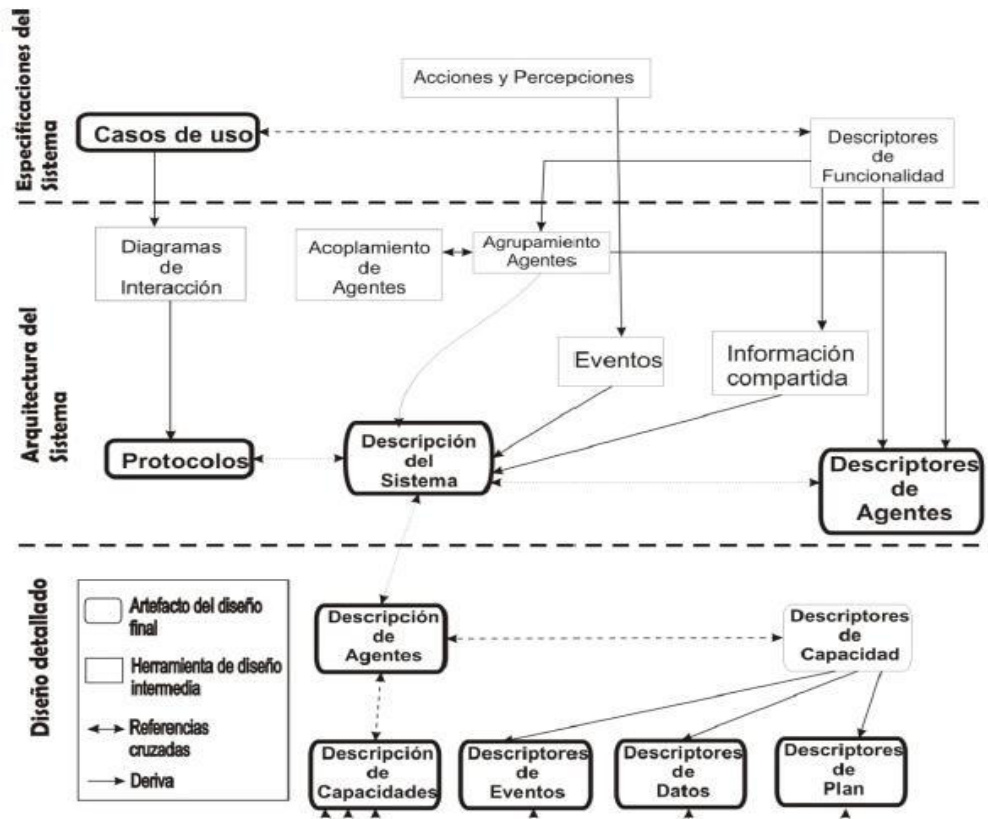 Especificaciones del
Sistema
Acciones y Percepciones
Casos de uso
Descriptores
de
Funcionalidad
Arquitectura del
Sistema
Diagramas
de
Interacción
Acoplamiento
de
Agentes
Agrupamiento
Agentes
Eventos
Información
compartida
Protocolos
Descripción
del
Sistema
Descriptores
de
Agentes
Diseño detallado
Artefacto del diseño
final
Herramienta de diseño
intermedia
Referencias
cruzadas
Deriva
Descripción
de
Agentes
Descriptores
de
Capacidad
Descripción
de
Capacidades
Descriptores
de
Eventos
Descriptores
de
Datos
Descriptores
de
Plan